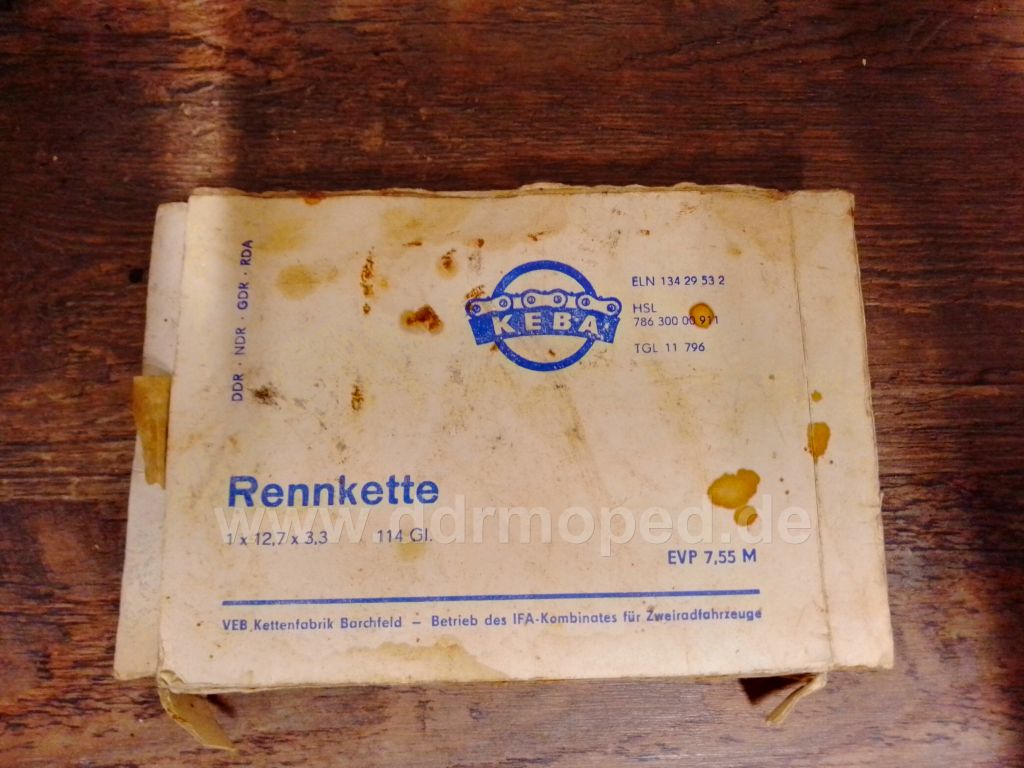 DDR · NDR · GDR · RDA
KEBA
ELN 134 29 53 2
HSL
786 300 00 911
TGL 11 796
Rennkette
www.ddrmoped.de
1 x 12,7 x 3,3 114 Gl.
EVP 7,55 M
VEB Kettenfabrik Barchfeld – Betrieb des IFA-Kombinates für Zweiradfahrzeuge